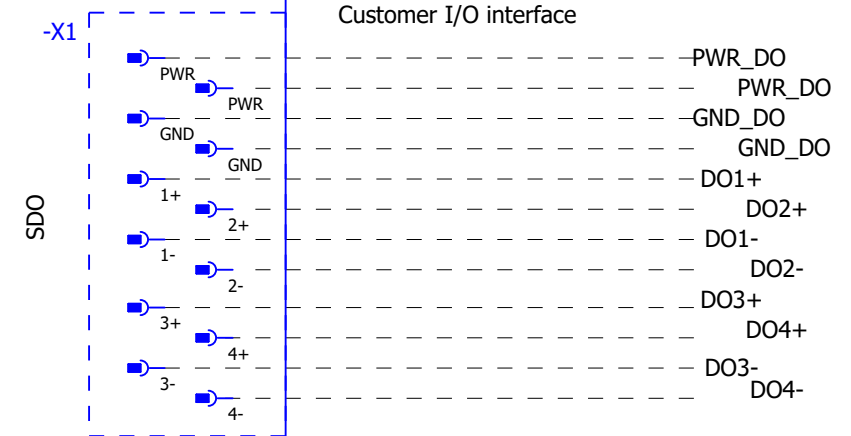 Customer I/O interface
-X1
SDO
PWR PWR_DO
PWR PWR_DO
GND GND_DO
GND GND_DO
1+ DO1+
2+ DO2+
1- DO1-
2- DO2-
3+ DO3+
4+ DO4+
3- DO3-
4- DO4-